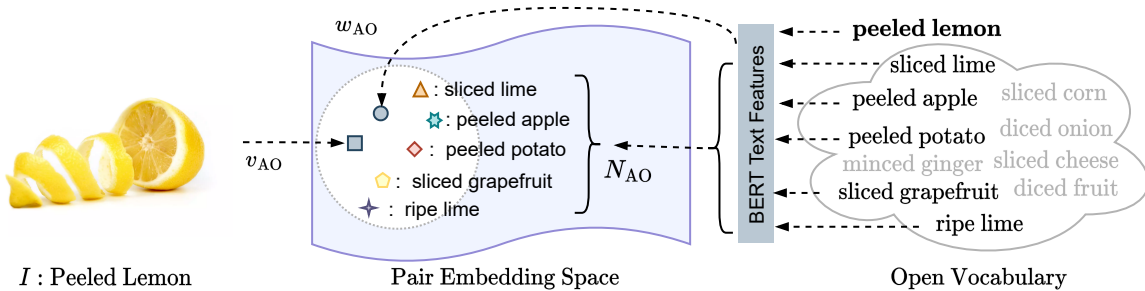 w_AO
v_AO
: sliced lime
: peeled apple
: peeled potato
: sliced grapefruit
: ripe lime
N_AO
BERT Text Features
peeled lemon
sliced lime
peeled apple
sliced corn
peeled potato
diced onion
minced ginger
sliced cheese
sliced grapefruit
diced fruit
ripe lime
I : Peeled Lemon
Pair Embedding Space
Open Vocabulary